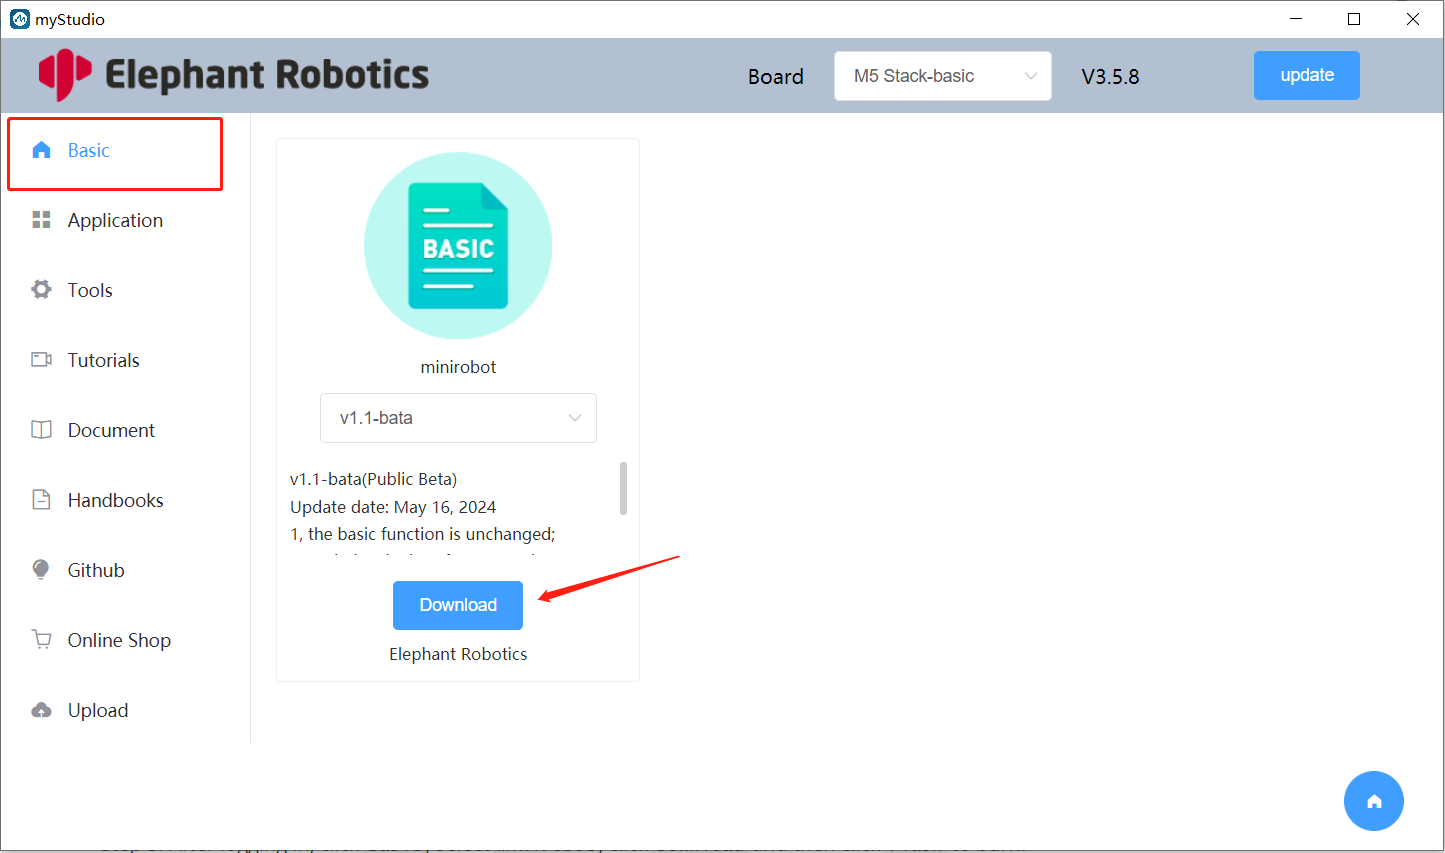 myStudio
Elephant Robotics
Board
M5 Stack-basic
V3.5.8
update
Basic
Application
Tools
Tutorials
Document
Handbooks
Github
Online Shop
Upload
BASIC
minirobot
v1.1-bata
v1.1-bata(Public Beta)
Update date: May 16, 2024
1, the basic function is unchanged;
Download
Elephant Robotics